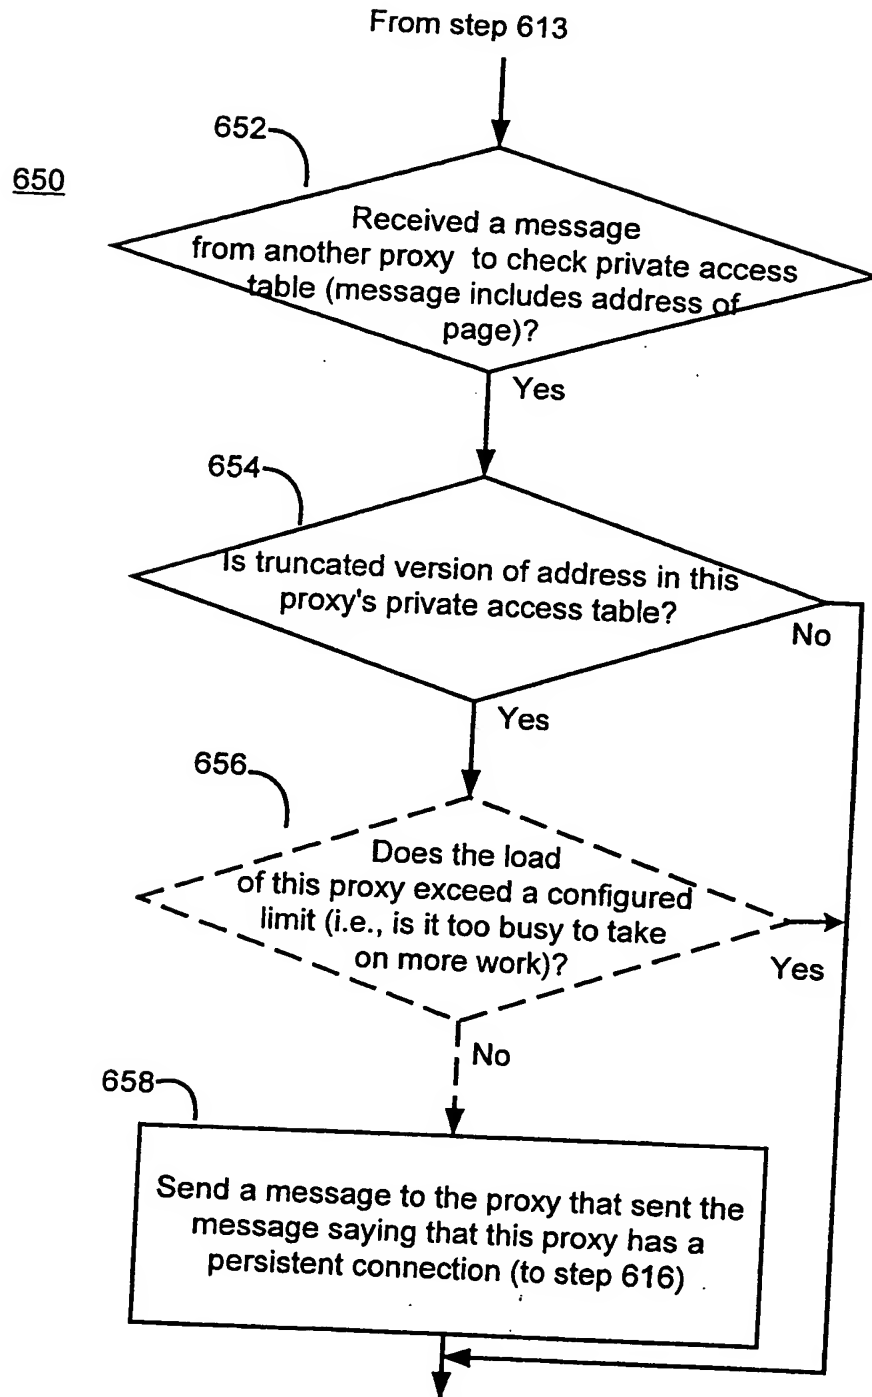 From step 613
652
650
Received a message
from another proxy to check private access
table (message includes address of
page)?
Yes
654
Is truncated version of address in this
proxy's private access table?
No
Yes
656
Does the load
of this proxy exceed a configured
limit (i.e., is it too busy to take
on more work)?
Yes
No
658
Send a message to the proxy that sent the
message saying that this proxy has a
persistent connection (to step 616)